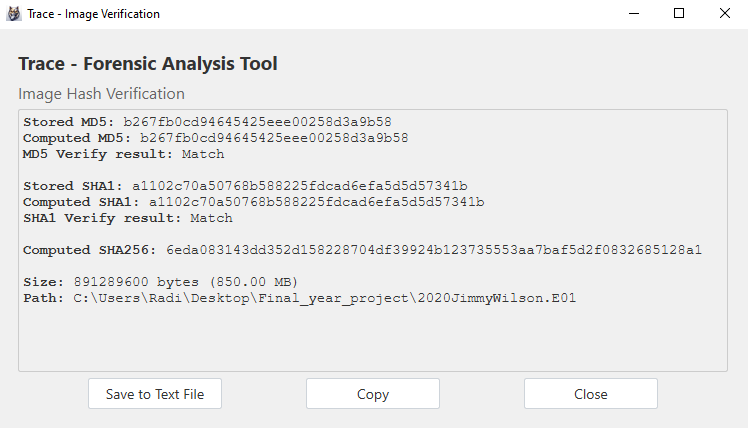 Trace - Image Verification
Trace - Forensic Analysis Tool
Image Hash Verification
Stored MD5: b267fb0cd94645425eee00258d3a9b58
Computed MD5: b267fb0cd94645425eee00258d3a9b58
MD5 Verify result: Match
Stored SHA1: a1102c70a50768b588225fdcad6efa5d5d57341b
Computed SHA1: a1102c70a50768b588225fdcad6efa5d5d57341b
SHA1 Verify result: Match
Computed SHA256: 6eda083143dd352d158228704df39924b123735553aa7baf5d2f0832685128a1
Size: 891289600 bytes (850.00 MB)
Path: C:\Users\Radi\Desktop\Final_year_project\2020JimmyWilson.E01
Save to Text File
Copy
Close